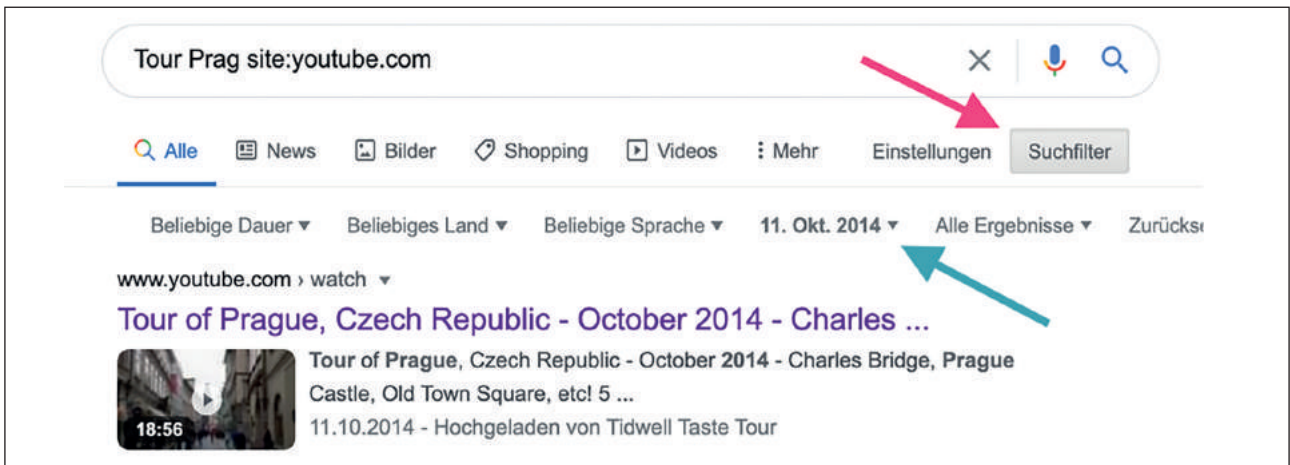 Tour Prag site:youtube.com
Alle News Bilder Shopping Videos Mehr Einstellungen Suchfilter
Beliebige Dauer Beliebiges Land Beliebige Sprache 11. Okt. 2014 Alle Ergebnisse Zurückse
www.youtube.com › watch
Tour of Prague, Czech Republic - October 2014 - Charles ...
Tour of Prague, Czech Republic - October 2014 - Charles Bridge, Prague
Castle, Old Town Square, etc! 5 ...
18:56 11.10.2014 - Hochgeladen von Tidwell Taste Tour